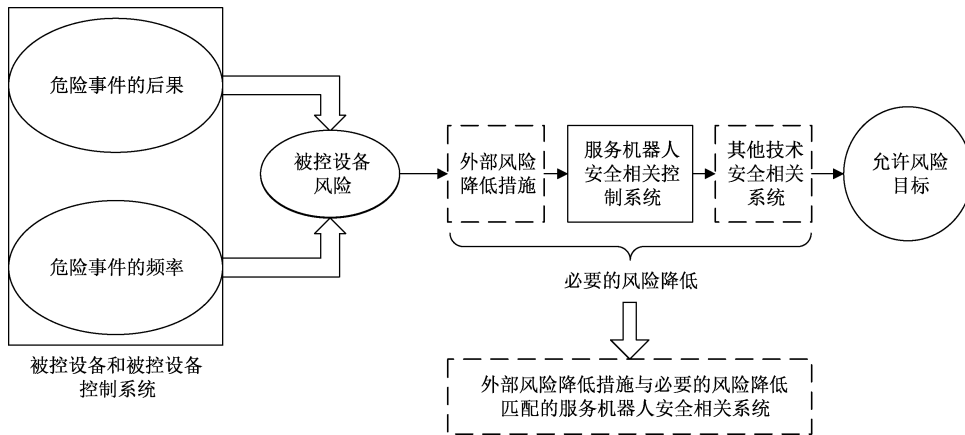 危险事件的后果
危险事件的频率
被控设备和被控设备
控制系统
被控设备
风险
外部风险
降低措施
服务机器人
安全相关控
制系统
其他技术
安全相关
系统
允许风险
目标
必要的风险降低
外部风险降低措施与必要的风险降低
匹配的服务机器人安全相关系统